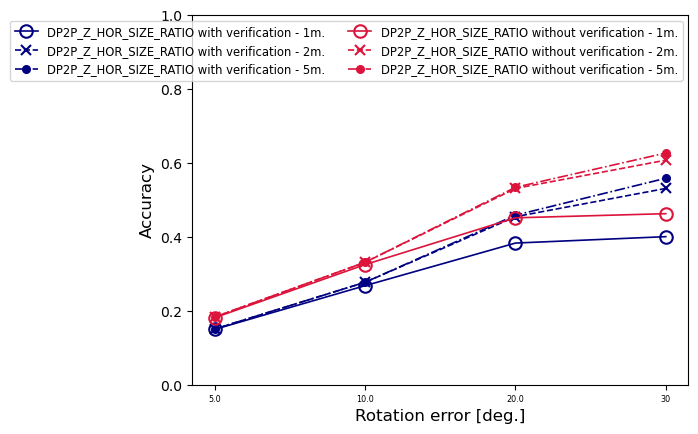 1.0
DP2P_Z_HOR_SIZE_RATIO with verification - 1m.
DP2P_Z_HOR_SIZE_RATIO with verification - 2m.
DP2P_Z_HOR_SIZE_RATIO with verification - 5m.
DP2P_Z_HOR_SIZE_RATIO without verification - 1m.
DP2P_Z_HOR_SIZE_RATIO without verification - 2m.
DP2P_Z_HOR_SIZE_RATIO without verification - 5m.
0.8
0.6
0.4
0.2
0.0
Accuracy
5.0 10.0 20.0 30
Rotation error [deg.]